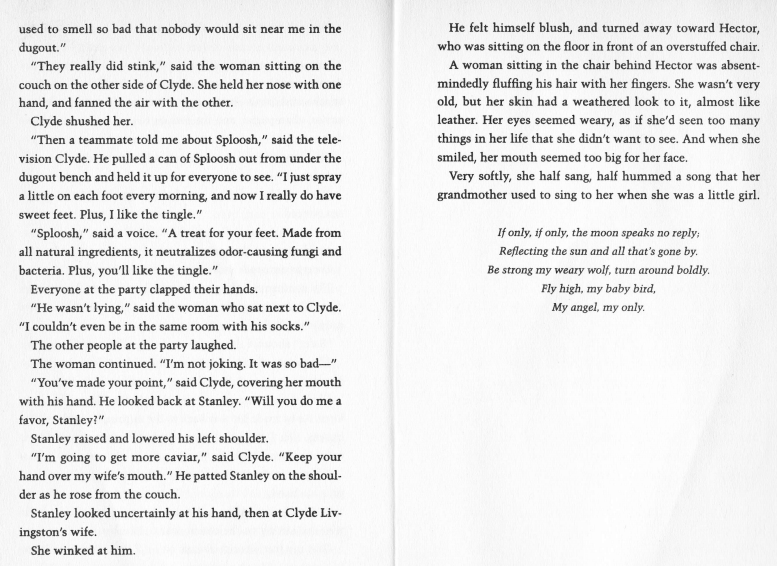 used to smell so bad that nobody would sit near me in the
dugout."
"They really did stink," said the woman sitting on the
couch on the other side of Clyde. She held her nose with one
hand, and fanned the air with the other.
Clyde shushed her.
"Then a teammate told me about Sploosh," said the tele-
vision Clyde. He pulled a can of Sploosh out from under the
dugout bench and held it up for everyone to see. "I just spray
a little on each foot every morning, and now I really do have
sweet feet. Plus, I like the tingle."
"Sploosh," said a voice. "A treat for your feet. Made from
all natural ingredients, it neutralizes odor-causing fungi and
bacteria. Plus, you'll like the tingle."
Everyone at the party clapped their hands.
"He wasn't lying," said the woman who sat next to Clyde.
"I couldn't even be in the same room with his socks."
The other people at the party laughed.
The woman continued. "I'm not joking. It was so bad—"
"You've made your point," said Clyde, covering her mouth
with his hand. He looked back at Stanley. "Will you do me a
favor, Stanley?"
Stanley raised and lowered his left shoulder.
"I'm going to get more caviar," said Clyde. "Keep your
hand over my wife's mouth." He patted Stanley on the shoul-
der as he rose from the couch.
Stanley looked uncertainly at his hand, then at Clyde Liv-
ingston's wife.
She winked at him.
He felt himself blush, and turned away toward Hector,
who was sitting on the floor in front of an overstuffed chair.
A woman sitting in the chair behind Hector was absent-
mindedly fluffing his hair with her fingers. She wasn't very
old, but her skin had a weathered look to it, almost like
leather. Her eyes seemed weary, as if she'd seen too many
things in her life that she didn't want to see. And when she
smiled, her mouth seemed too big for her face.
Very softly, she half sang, half hummed a song that her
grandmother used to sing to her when she was a little girl.
If only, if only, the moon speaks no reply;
Reflecting the sun and all that's gone by.
Be strong my weary wolf, turn around boldly.
Fly high, my baby bird,
My angel, my only.